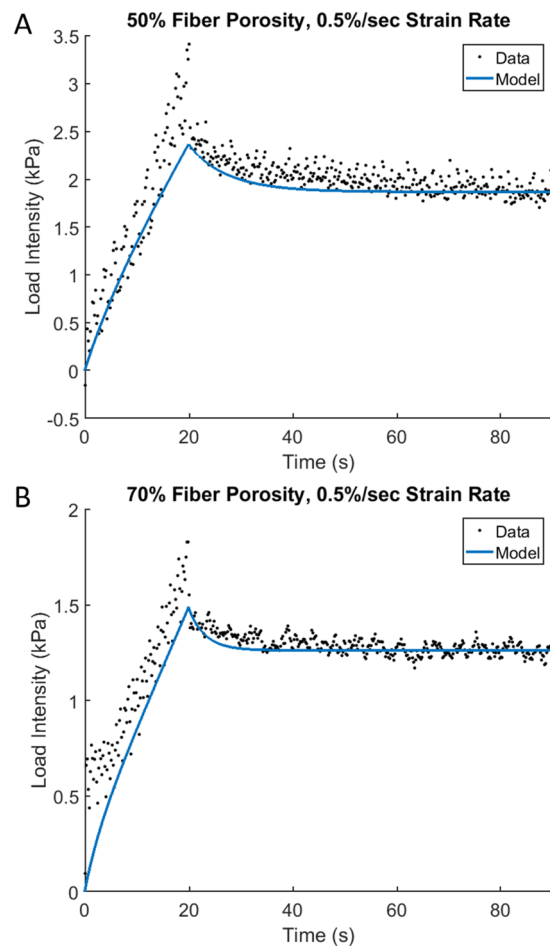 A
50% Fiber Porosity, 0.5%/sec Strain Rate
3.5
3
2.5
2
1.5
1
0.5
0
-0.5
Load Intensity (kPa)
Data
Model
0 20 40 60 80
Time (s)
B
70% Fiber Porosity, 0.5%/sec Strain Rate
2
1.5
1
0.5
0
Load Intensity (kPa)
Data
Model
0 20 40 60 80
Time (s)